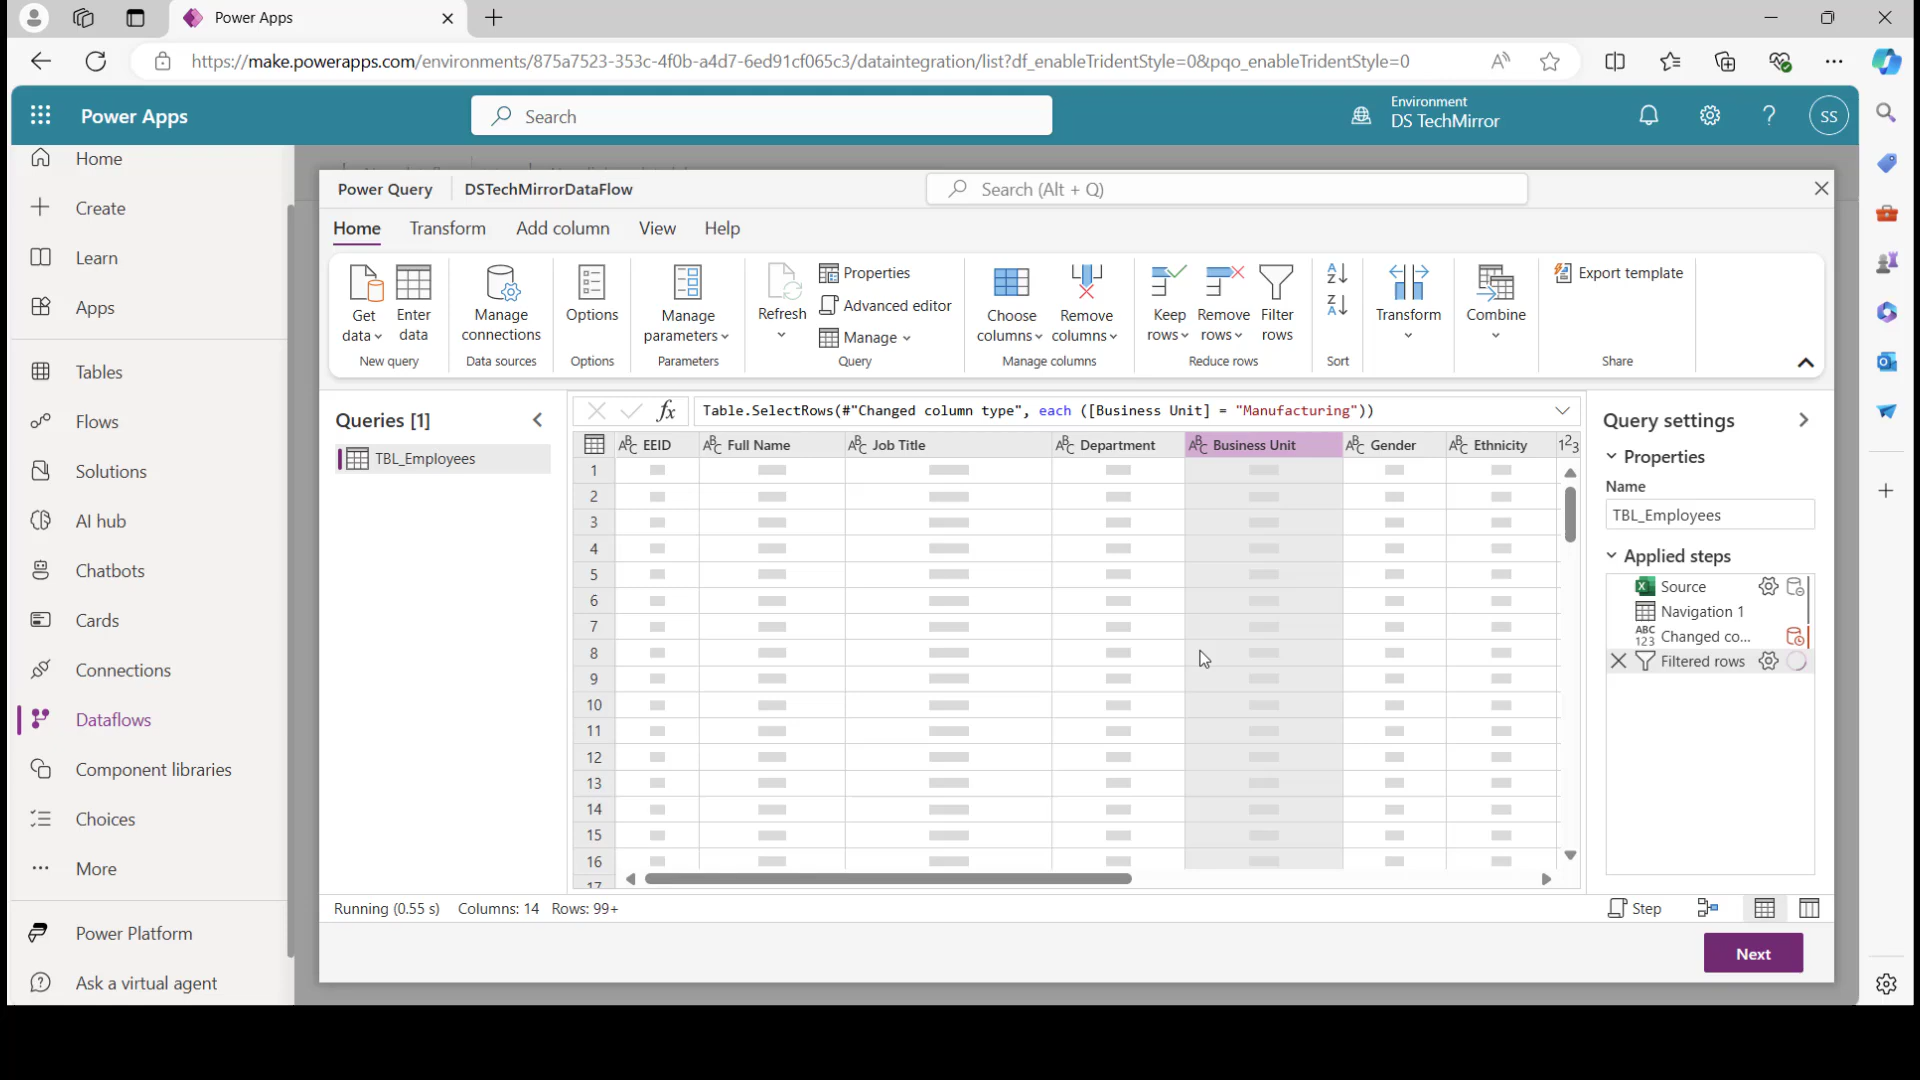 Power Apps
https://make.powerapps.com/environments/875a7523-353c-4f0b-a4d7-6ed91cf065c3/dataintegration/list?df_enableTridentStyle=0&pqo_enableTridentStyle=0
Power Apps
Search
Environment
DS TechMirror
SS
Home
Create
Learn
Apps
Tables
Flows
Solutions
AI hub
Chatbots
Cards
Connections
Dataflows
Component libraries
Choices
More
Power Platform
Ask a virtual agent
Power Query
DSTechMirrorDataFlow
Search (Alt + Q)
Home Transform Add column View Help
Get data
Enter data
New query
Manage connections
Data sources
Options
Options
Manage parameters
Parameters
Refresh
Properties
Advanced editor
Manage
Query
Choose columns
Remove columns
Manage columns
Keep rows
Remove rows
Filter rows
Reduce rows
Sort
Transform
Combine
Export template
Share
Queries [1]
TBL_Employees
fx
Table.SelectRows(#"Changed column type", each ([Business Unit] = "Manufacturing"))
EEID Full Name Job Title Department Business Unit Gender Ethnicity
1
2
3
4
5
6
7
8
9
10
11
12
13
14
15
16
17
Query settings
Properties
Name
TBL_Employees
Applied steps
Source
Navigation 1
Changed co...
Filtered rows
Running (0.55 s) Columns: 14 Rows: 99+
Step
Next